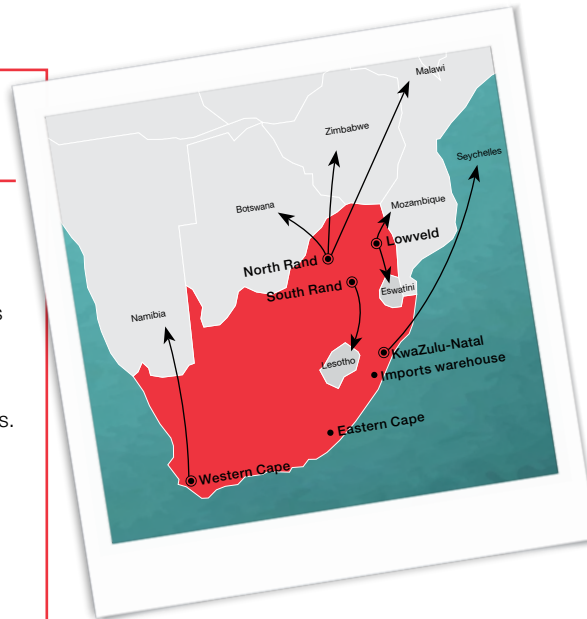 Malawi
Zimbabwe
Seychelles
Botswana
Mozambique
Lowveld
North Rand
South Rand
Eswatini
Namibia
Lesotho
KwaZulu-Natal
Imports warehouse
Eastern Cape
Western Cape
s
s.